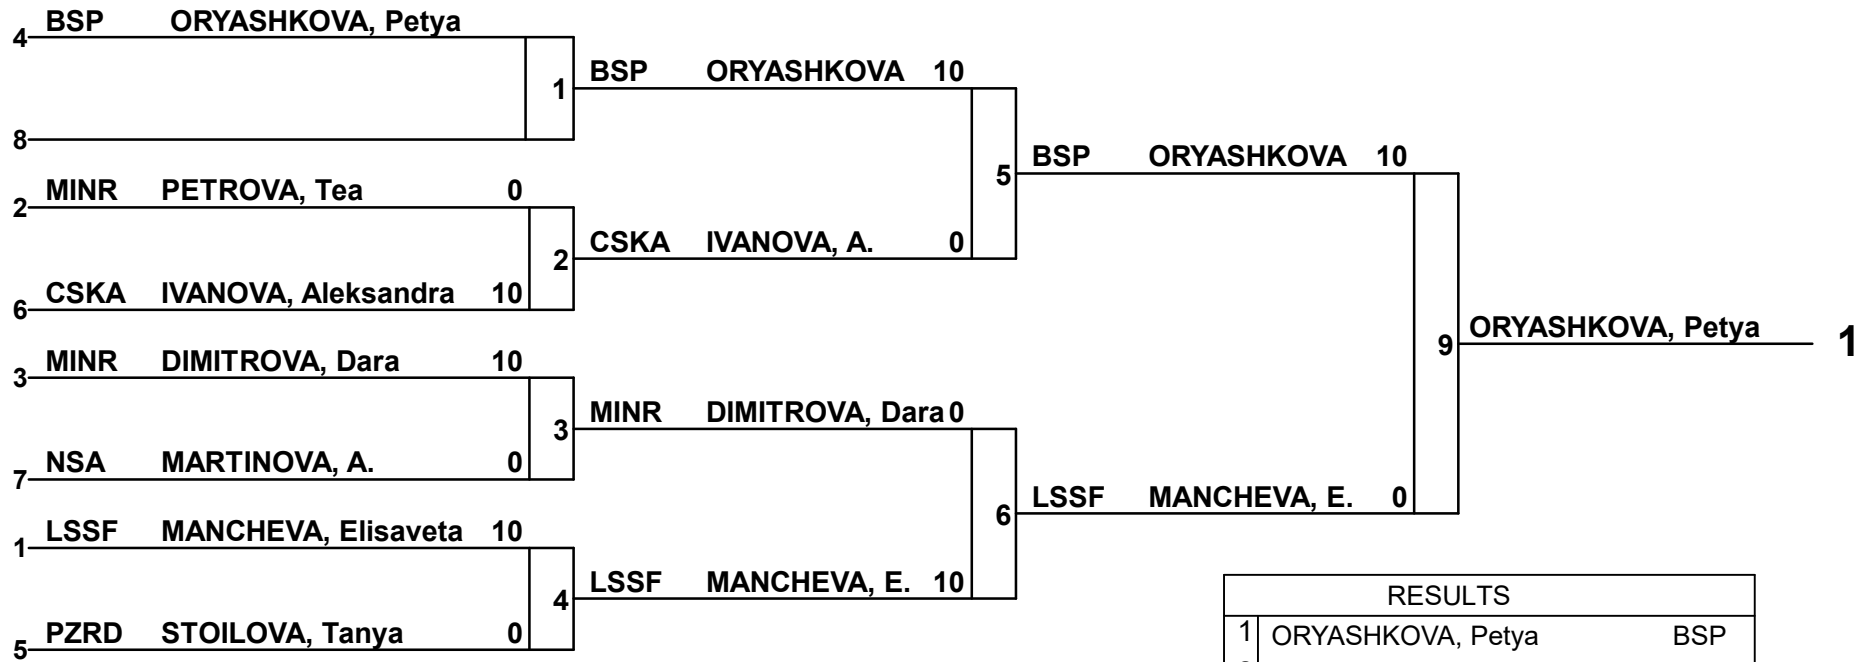 4 BSP ORYASHKOVA, Petya
1 BSP ORYASHKOVA 10
8
5 BSP ORYASHKOVA 10
2 MINR PETROVA, Tea 0
2 CSKA IVANOVA, A. 0
6 CSKA IVANOVA, Aleksandra 10
9 ORYASHKOVA, Petya 1
3 MINR DIMITROVA, Dara 10
3 MINR DIMITROVA, Dara 0
7 NSA MARTINOVA, A. 0
6 LSSF MANCHEVA, E. 0
1 LSSF MANCHEVA, Elisaveta 10
4 LSSF MANCHEVA, E. 10
5 PZRD STOILOVA, Tanya 0
RESULTS
1 ORYASHKOVA, Petya BSP